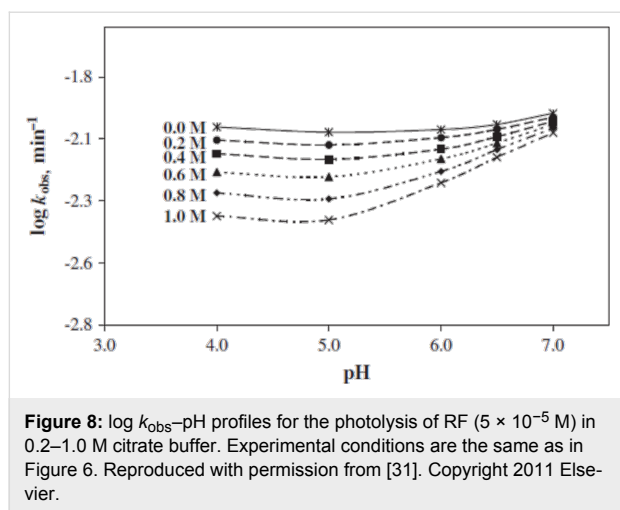 -1.8
-2.1
-2.3
-2.6
-2.8
log kobs, min⁻¹
0.0 M
0.2 M
0.4 M
0.6 M
0.8 M
1.0 M
3.0 4.0 5.0 6.0 7.0
pH
Figure 8: log kobs–pH profiles for the photolysis of RF (5 × 10⁻⁵ M) in
0.2–1.0 M citrate buffer. Experimental conditions are the same as in
Figure 6. Reproduced with permission from [31]. Copyright 2011 Else-
vier.